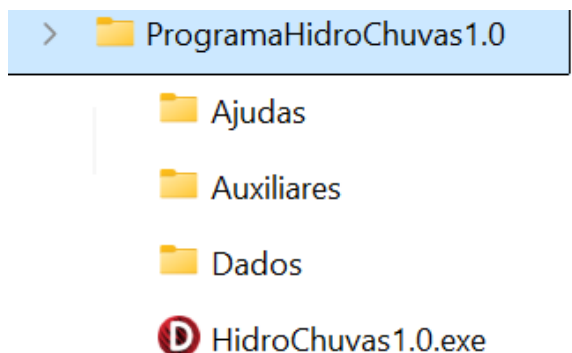 ProgramaHidroChuvas1.0
Ajudas
Auxiliares
Dados
HidroChuvas1.0.exe